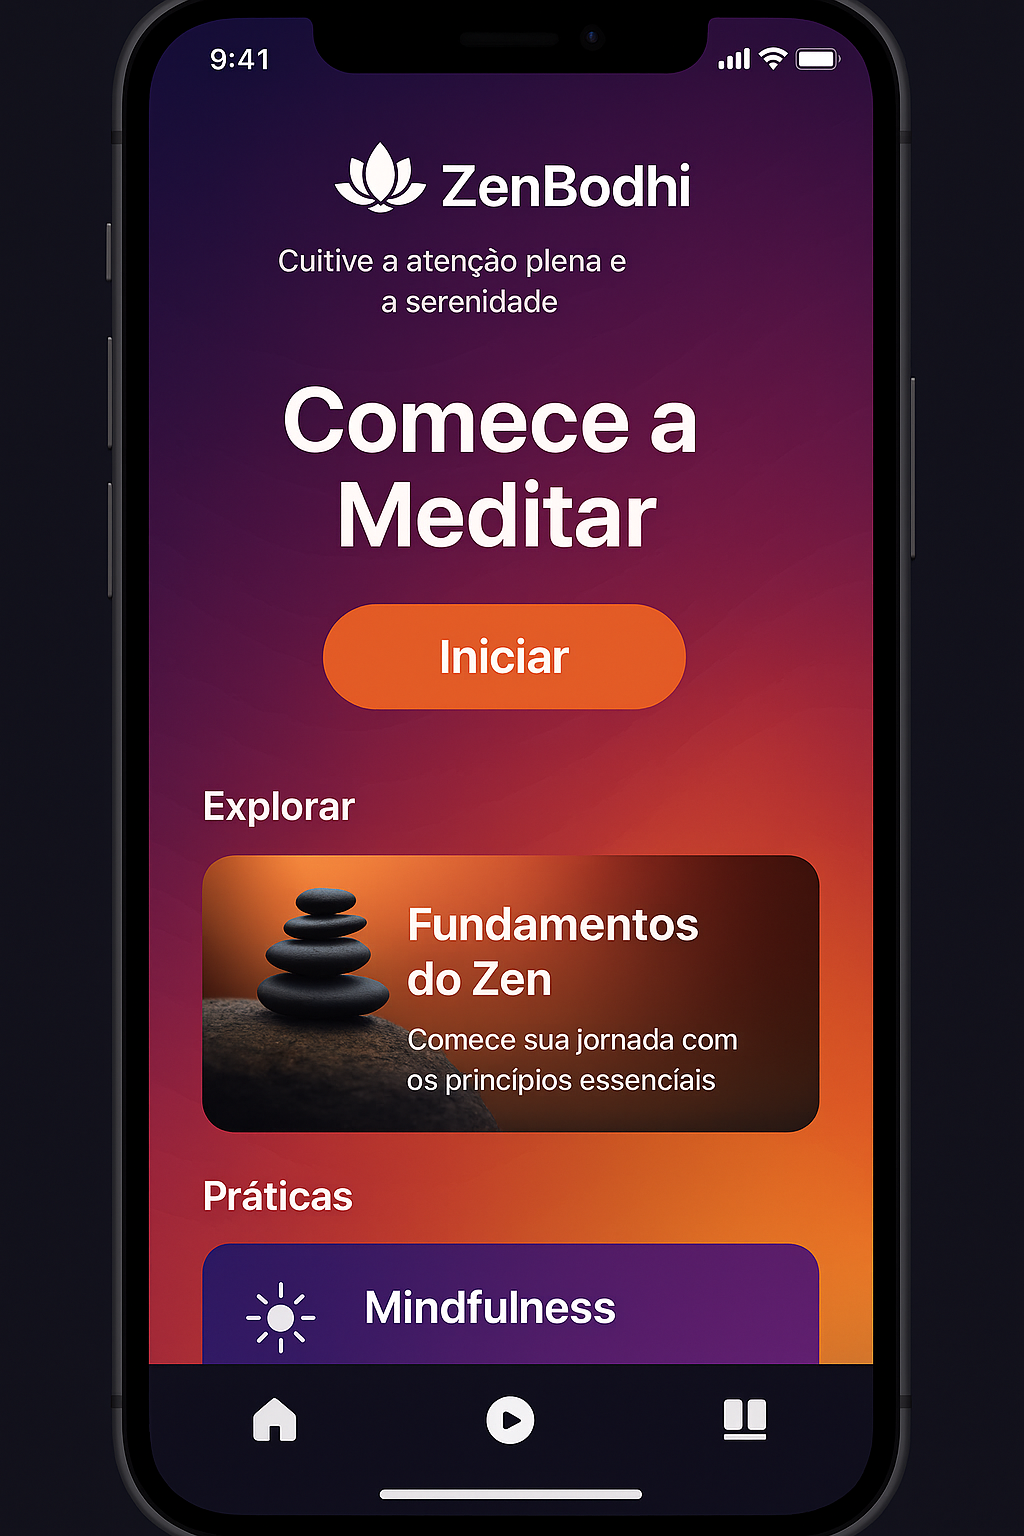 9:41
ZenBodhi
Cuitive a atenção plena e
a serenidade
Comece a
Meditar
Iniciar
Explorar
Fundamentos
do Zen
Comece sua jornada com
os princípios essencíais
Práticas
Mindfulness